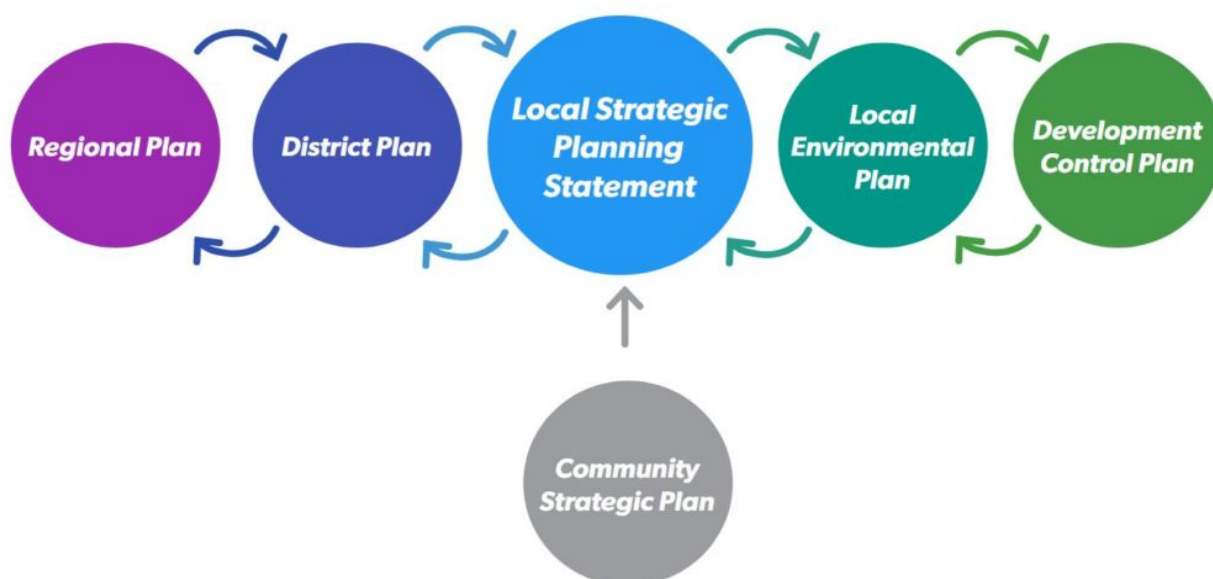 Regional Plan
District Plan
Local Strategic
Planning
Statement
Local
Environmental
Plan
Development
Control Plan
Community
Strategic Plan